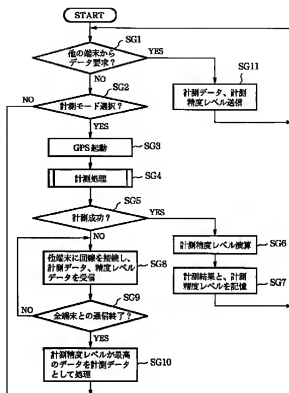 START
SG1
他の端末から
データ要求？
YES
NO
SG11
計測データ、計測
精度レベル送信
SG2
NO
計測モード選択？
YES
GPS起動
SG3
計測処理
SG4
SG5
計測成功？
YES
NO
計測精度レベル演算
SG6
他端末に回線を接続し、
計測データ、精度レベル
データを受信
SG8
計測結果と、計測
精度レベルを記憶
SG7
SG9
NO
全端末との通信終了？
YES
計測精度レベルが最高
のデータを計測データ
として処理
SG10